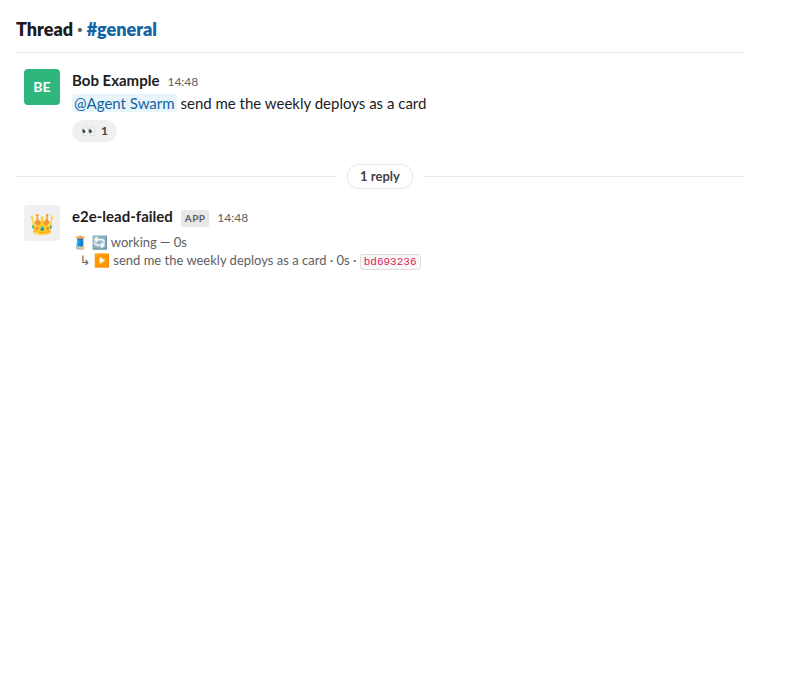 Thread • #general
BE
Bob Example 14:48
@Agent Swarm send me the weekly deploys as a card
👀 1
1 reply
e2e-lead-failed APP 14:48
🧵 🔄 working — 0s
↳ ▶️ send me the weekly deploys as a card · 0s · bd693236